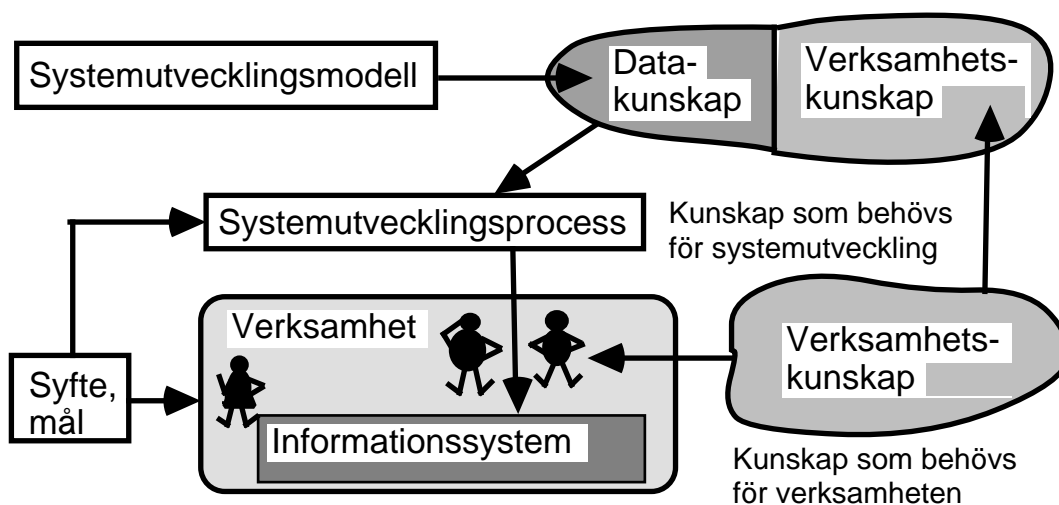 Systemutvecklingsmodell
Data-
kunskap
Verksamhets-
kunskap
Systemutvecklingsprocess
Kunskap som behövs
för systemutveckling
Verksamhet
Syfte,
mål
Informationssystem
Verksamhets-
kunskap
Kunskap som behövs
för verksamheten